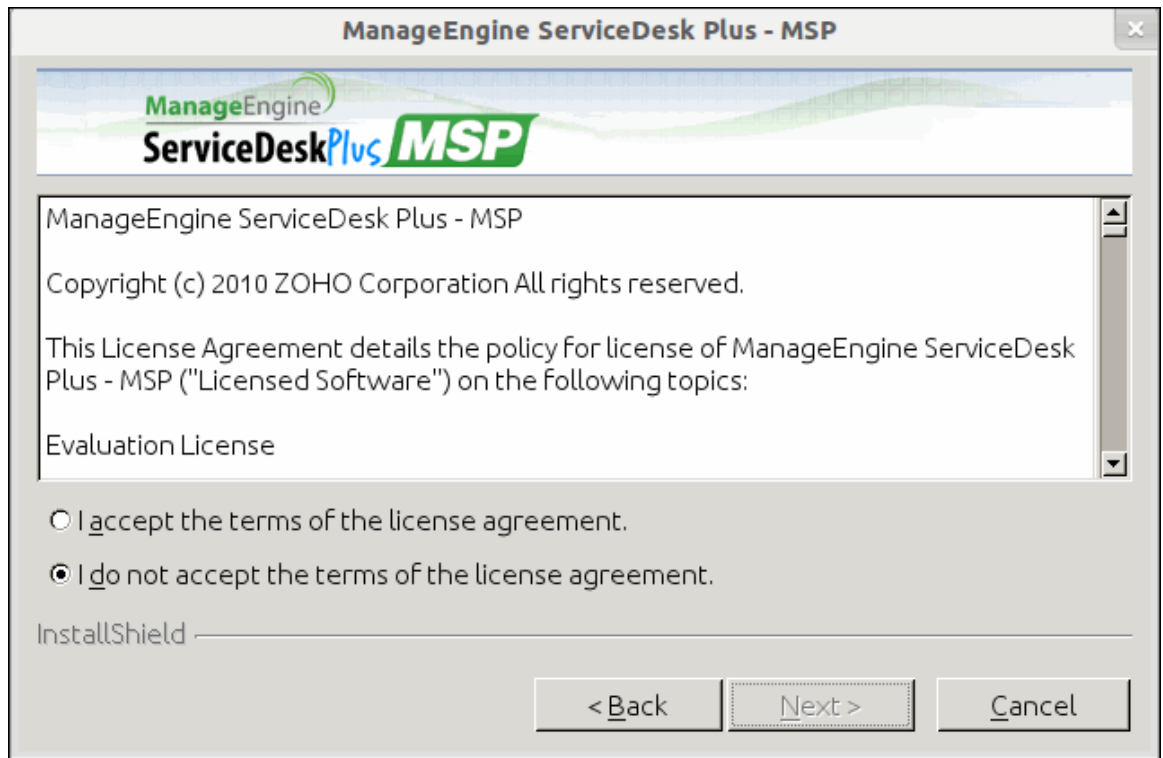 ManageEngine ServiceDesk Plus - MSP
ManageEngine
ServiceDesk Plus MSP
ManageEngine ServiceDesk Plus - MSP
Copyright (c) 2010 ZOHO Corporation All rights reserved.
This License Agreement details the policy for license of ManageEngine ServiceDesk
Plus - MSP ("Licensed Software") on the following topics:
Evaluation License
I accept the terms of the license agreement.
I do not accept the terms of the license agreement.
InstallShield
< Back Next > Cancel